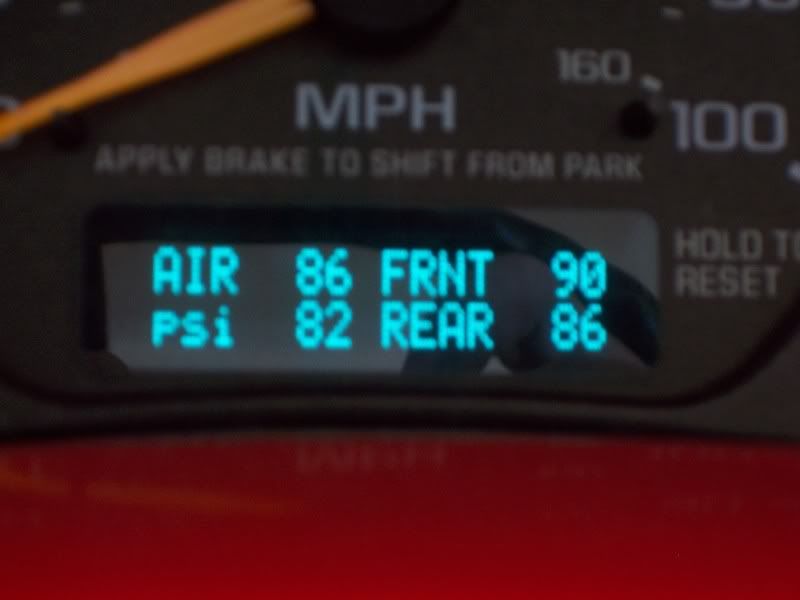 160
MPH
100
APPLY BRAKE TO SHIFT FROM PARK
HOLD TO
RESET
AIR 86 FRNT 90
psi 82 REAR 86